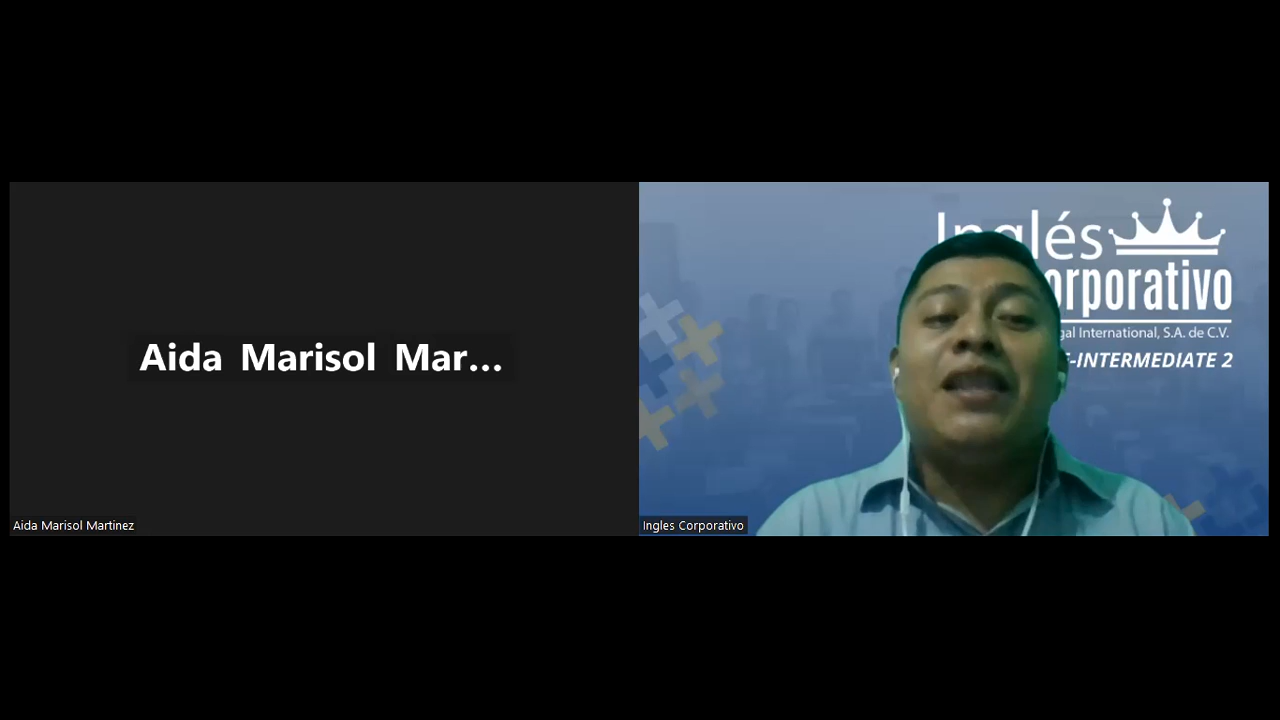 Aida Marisol Mar...
Aida Marisol Martinez
Inglés
orporativo
gal International, S.A. de C.V.
-INTERMEDIATE 2
Ingles Corporativo